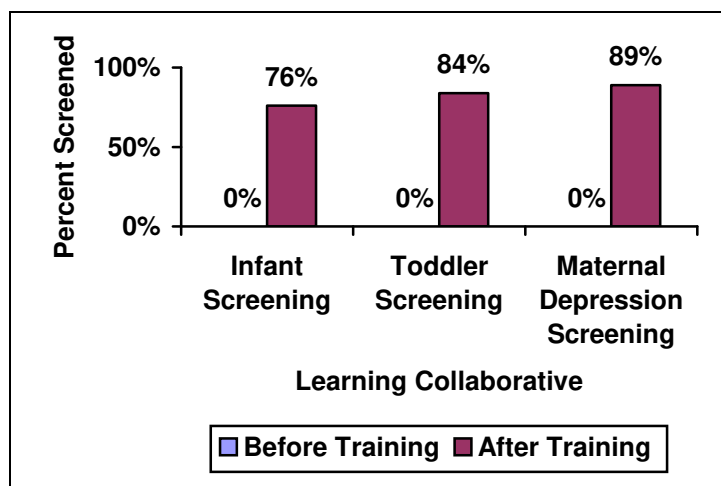 Percent Screened
100%
50%
0%
0%
76%
0%
84%
0%
89%
Infant
Screening
Toddler
Screening
Maternal
Depression
Screening
Learning Collaborative
Before Training
After Training